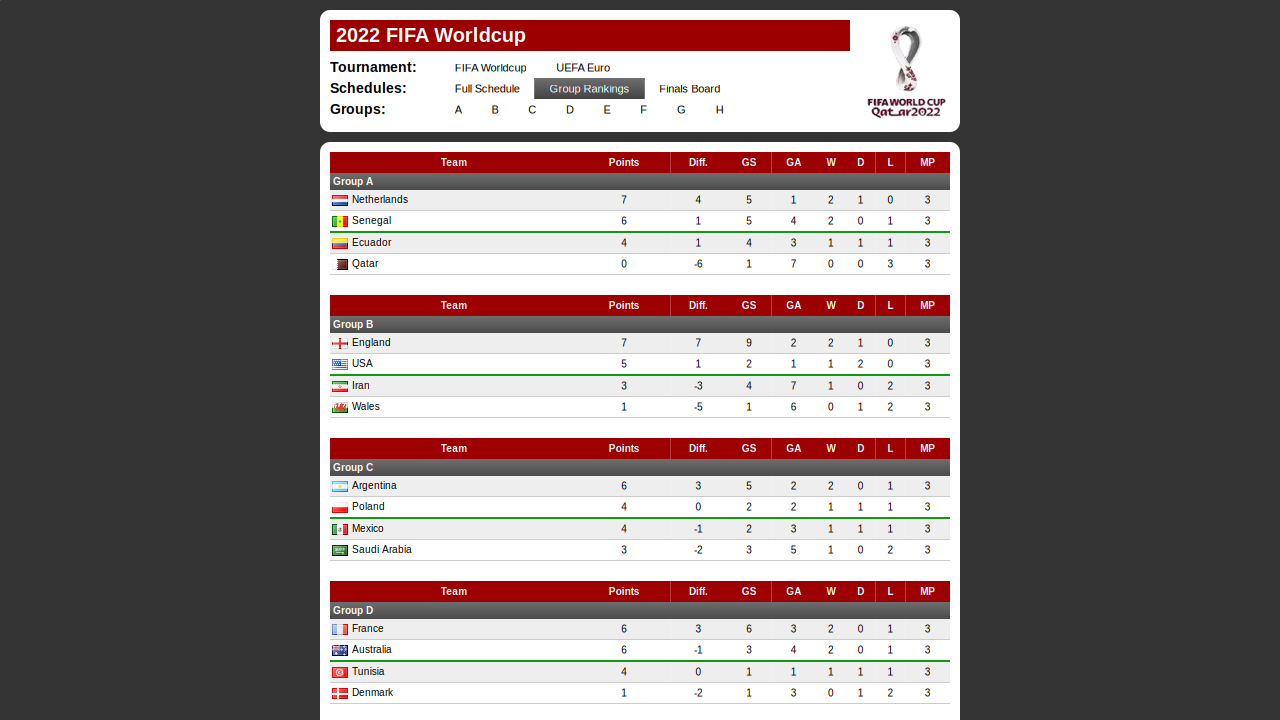 2022 FIFA Worldcup
FIFA WORLD CUP
Qatar2022
Tournament: FIFA Worldcup UEFA Euro
Schedules: Full Schedule Group Rankings Finals Board
Groups: A B C D E F G H
Team Points Diff. GS GA W D L MP
Group A
Netherlands 7 4 5 1 2 1 0 3
Senegal 6 1 5 4 2 0 1 3
Ecuador 4 1 4 3 1 1 1 3
Qatar 0 -6 1 7 0 0 3 3
Team Points Diff. GS GA W D L MP
Group B
England 7 7 9 2 2 1 0 3
USA 5 1 2 1 1 2 0 3
Iran 3 -3 4 7 1 0 2 3
Wales 1 -5 1 6 0 1 2 3
Team Points Diff. GS GA W D L MP
Group C
Argentina 6 3 5 2 2 0 1 3
Poland 4 0 2 2 1 1 1 3
Mexico 4 -1 2 3 1 1 1 3
Saudi Arabia 3 -2 3 5 1 0 2 3
Team Points Diff. GS GA W D L MP
Group D
France 6 3 6 3 2 0 1 3
Australia 6 -1 3 4 2 0 1 3
Tunisia 4 0 1 1 1 1 1 3
Denmark 1 -2 1 3 0 1 2 3